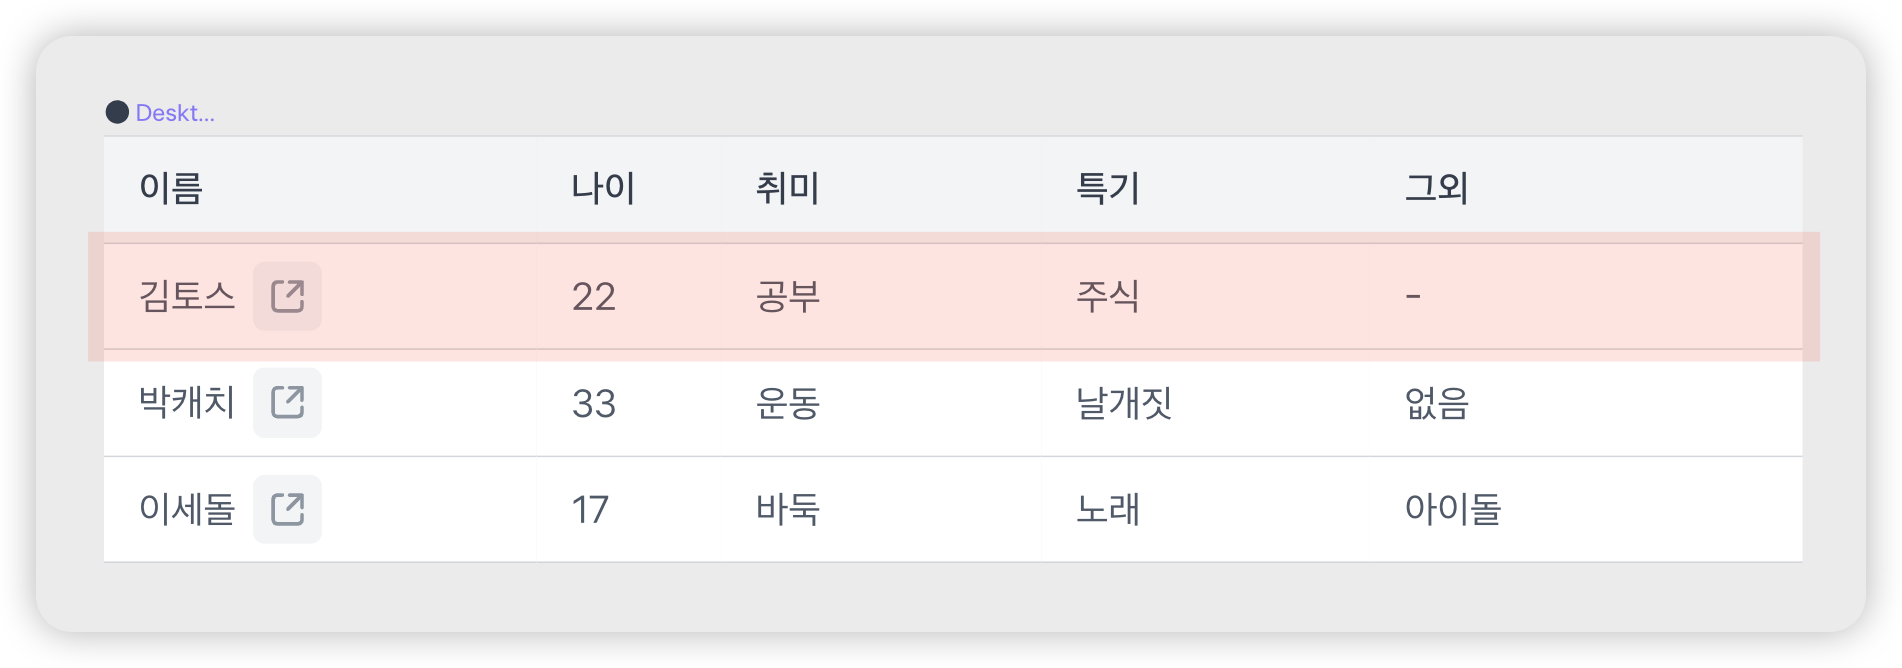 Deskt...
이름 나이 취미 특기 그외
김토스 22 공부 주식 -
박캐치 33 운동 날개짓 없음
이세돌 17 바둑 노래 아이돌